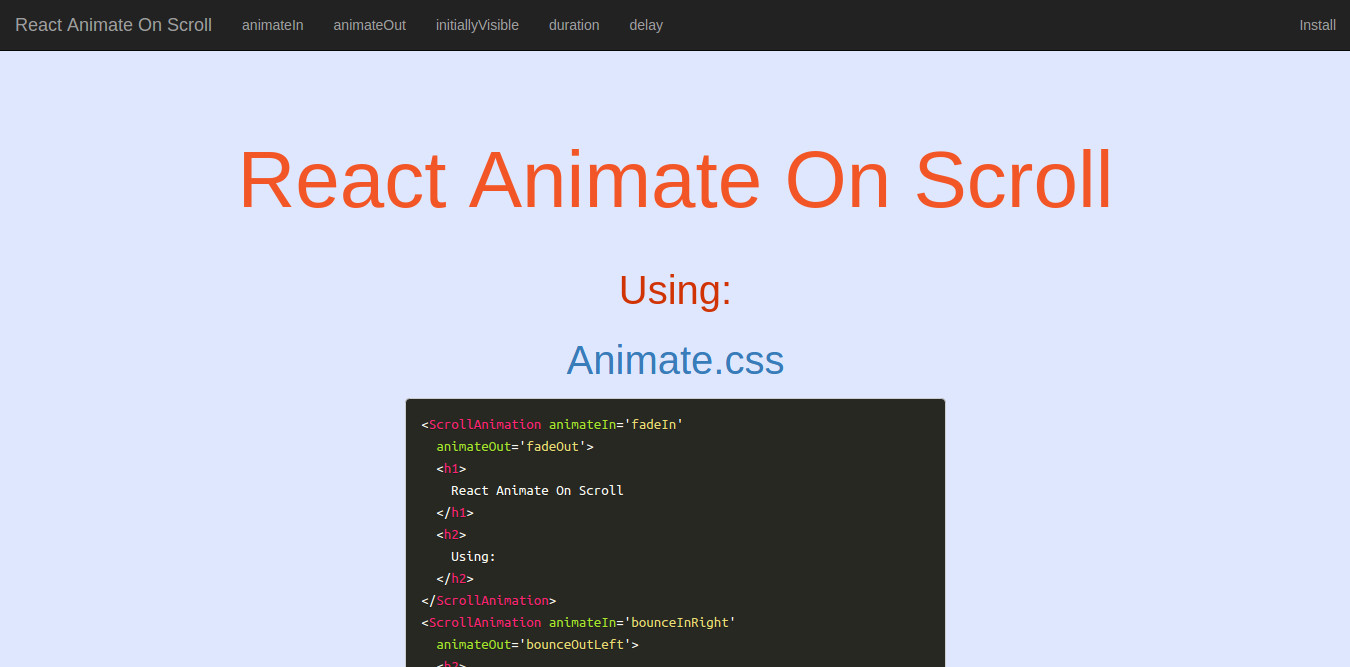 React Animate On Scroll animateIn animateOut initiallyVisible duration delay Install
React Animate On Scroll
Using:
Animate.css
<ScrollAnimation animateIn='fadeIn'
animateOut='fadeOut'>
<h1>
React Animate On Scroll
</h1>
<h2>
Using:
</h2>
</ScrollAnimation>
<ScrollAnimation animateIn='bounceInRight'
animateOut='bounceOutLeft'>